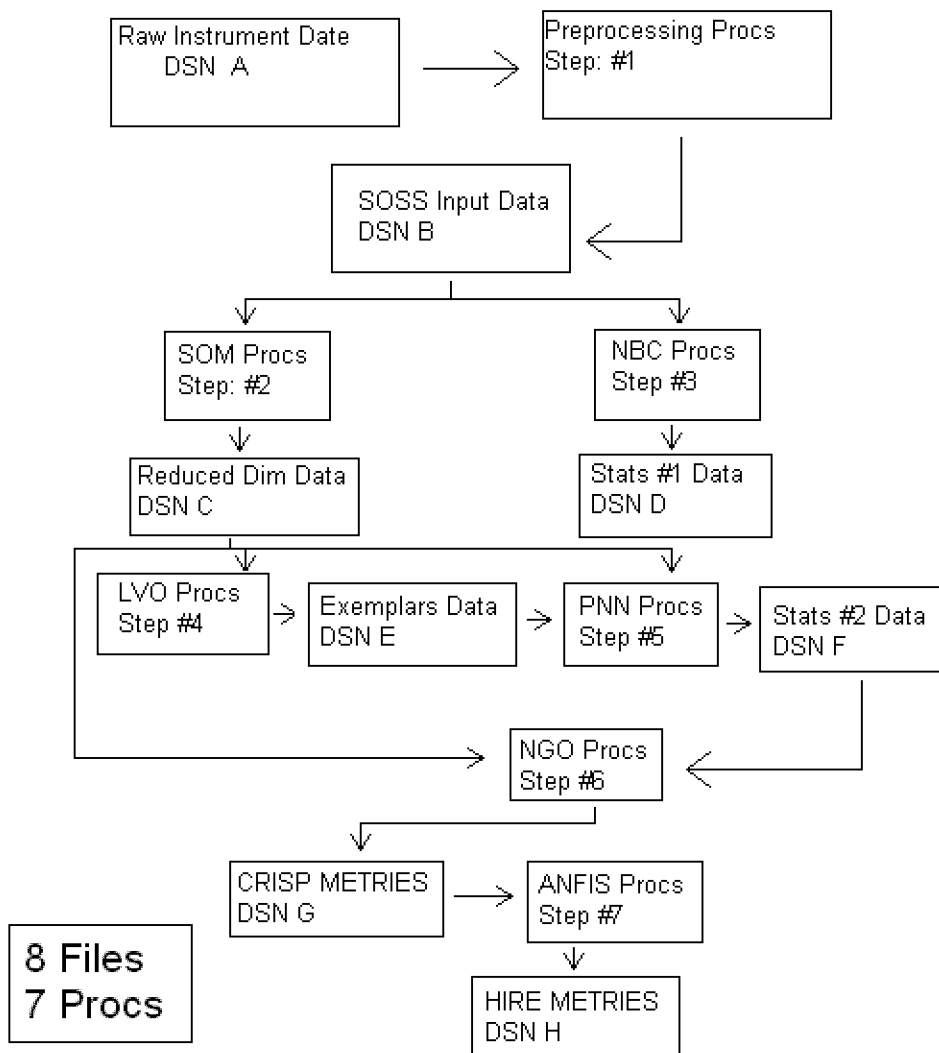 Raw Instrument Date
DSN A
Preprocessing Procs
Step: #1
SOSS Input Data
DSN B
SOM Procs
Step: #2
NBC Procs
Step #3
Reduced Dim Data
DSN C
Stats #1 Data
DSN D
LVO Procs
Step #4
Exemplars Data
DSN E
PNN Procs
Step #5
Stats #2 Data
DSN F
NGO Procs
Step #6
CRISP METRIES
DSN G
ANFIS Procs
Step #7
8 Files
7 Procs
HIRE METRIES
DSN H